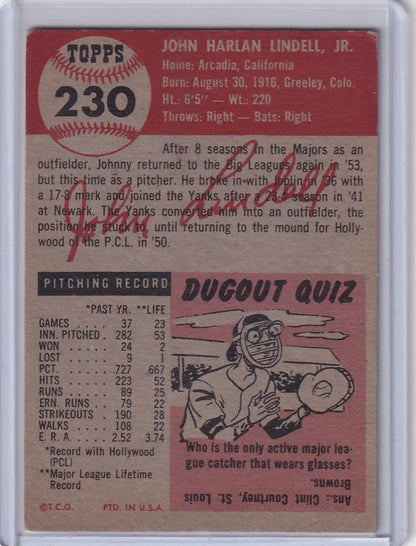 TOPPS
230
JOHN HARLAN LINDELL, JR.
Home: Arcadia, California
Born: August 30, 1916, Greeley, Colo.
Ht.: 6'5" — Wt.: 220
Throws: Right — Bats: Right
After 8 seasons in the Majors as an
outfielder, Johnny returned to the Big Leagues again in '53,
but this time as a pitcher. He broke in with Joplin in '36 with
a 17-8 mark and joined the Yanks after a 23-4 season in '41
at Newark. The Yanks converted him into an outfielder, the
position he stuck to until returning to the mound for Holly-
wood of the P.C.L. in '50.
John Lindell
PITCHING RECORD
*PAST YR. **LIFE
GAMES . . . . 37 23
INN. PITCHED . 282 53
WON . . . . . 24 2
LOST . . . . . 9 1
PCT. . . . . . .727 .667
HITS . . . . . 223 52
RUNS . . . . . 89 25
ERN. RUNS . . 79 22
STRIKEOUTS . . 190 28
WALKS . . . . 108 22
E. R. A. . . . . 2.52 3.74
*Record with Hollywood
(PCL)
**Major League Lifetime
Record
©T.C.G. PTD. IN U.S.A.
DUGOUT QUIZ
Who is the only active major lea-
gue catcher that wears glasses?
Ans.: Clint Courtney, St. Louis
Browns.